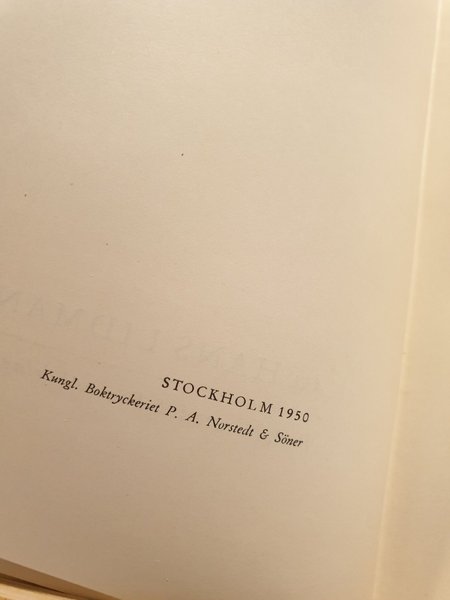 STOCKHOLM 1950
Kungl. Boktryckeriet P. A. Norstedt & Söner